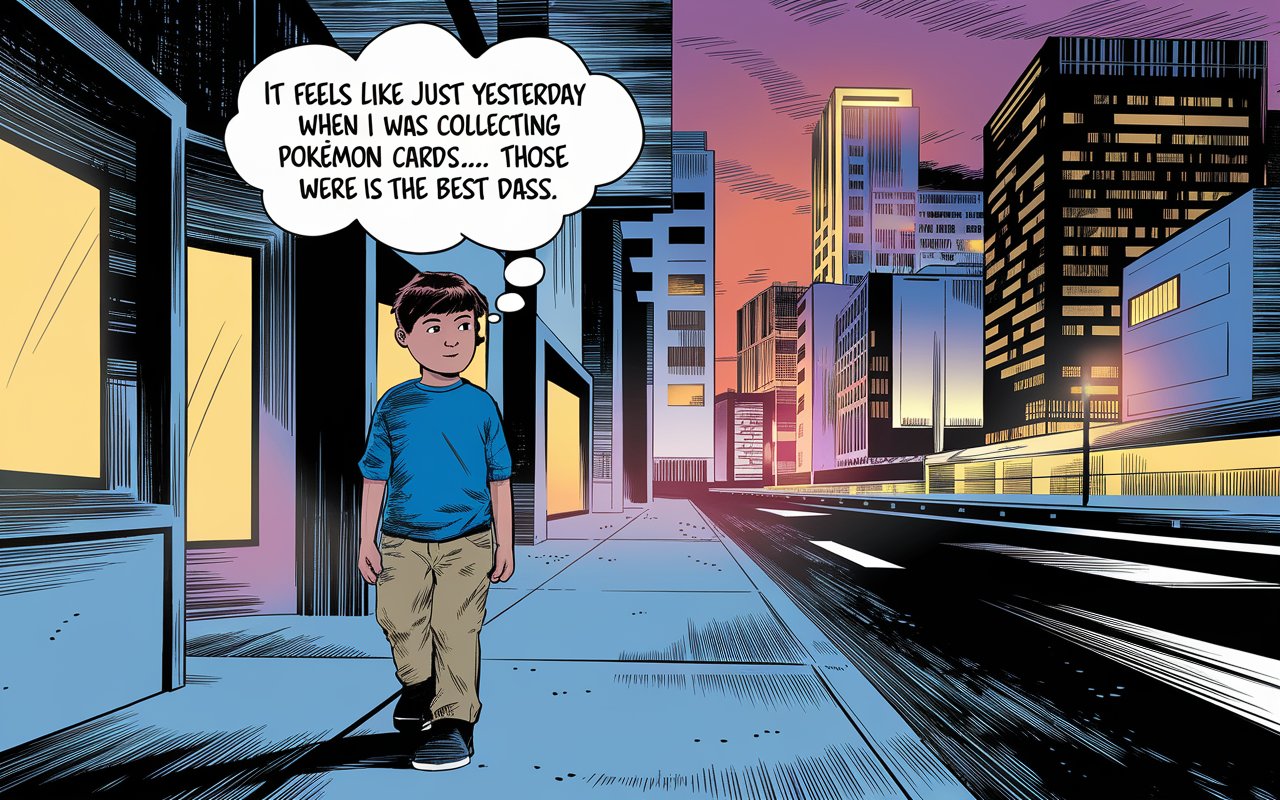 IT FEELS LIKE JUST YESTERDAY
WHEN I WAS COLLECTING
POKÉMON CARDS.... THOSE
WERE IS THE BEST DASS.